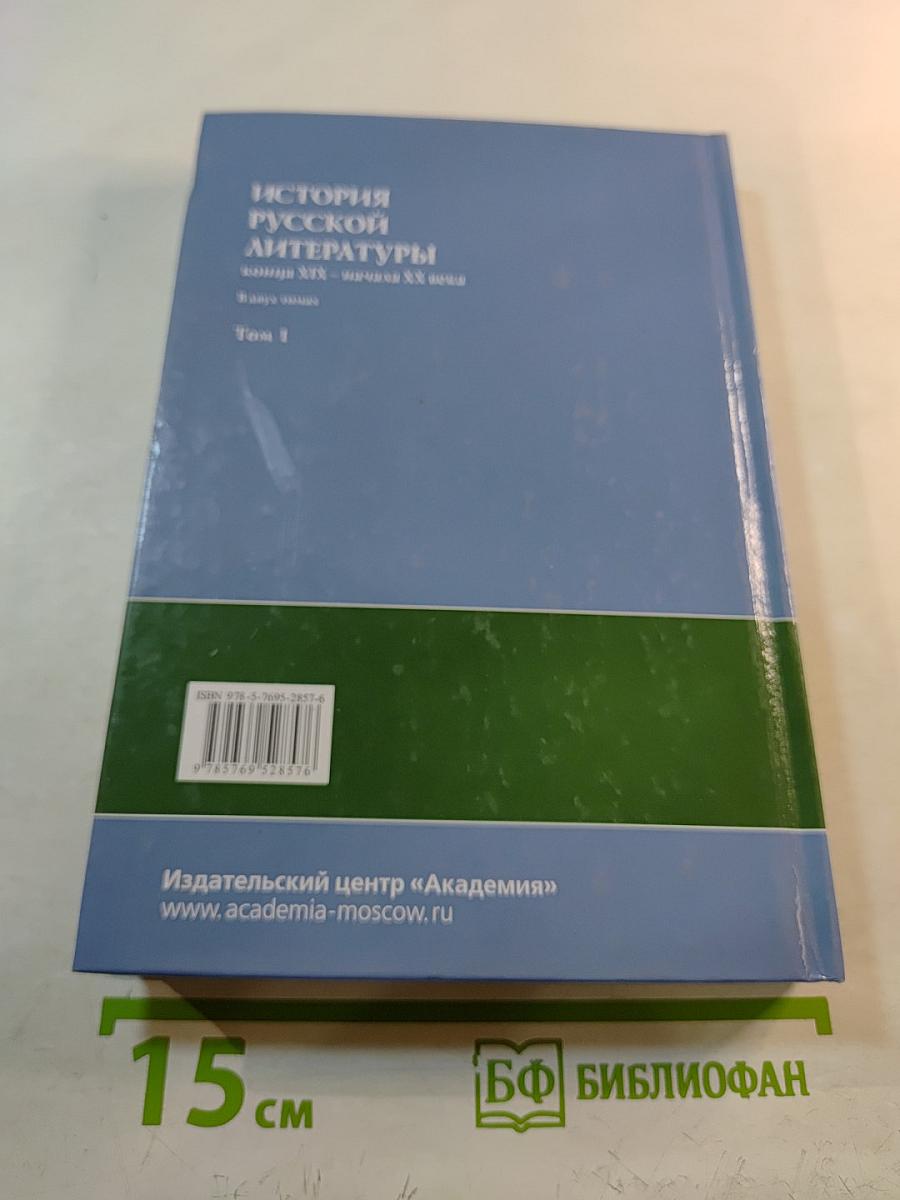 ИСТОРИЯ
РУССКОЙ
ЛИТЕРАТУРЫ
конца XIX – начала XX века
В двух томах
Том 1
ISBN 978-5-7695-2857-6
9 785769 528576
Издательский центр «Академия»
www.academia-moscow.ru
15 см
БФ БИБЛИОФАН